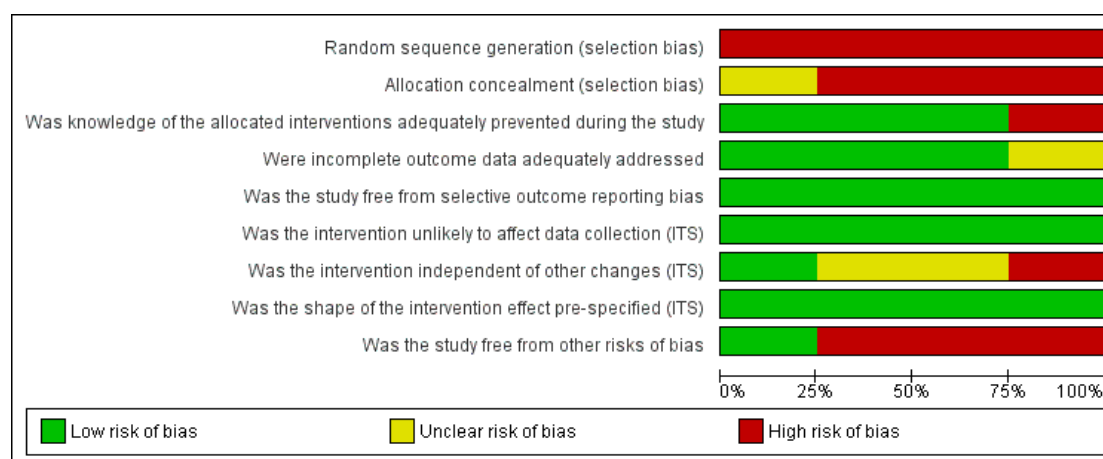 Random sequence generation (selection bias)
Allocation concealment (selection bias)
Was knowledge of the allocated interventions adequately prevented during the study
Were incomplete outcome data adequately addressed
Was the study free from selective outcome reporting bias
Was the intervention unlikely to affect data collection (ITS)
Was the intervention independent of other changes (ITS)
Was the shape of the intervention effect pre-specified (ITS)
Was the study free from other risks of bias
0% 25% 50% 75% 100%
Low risk of bias Unclear risk of bias High risk of bias